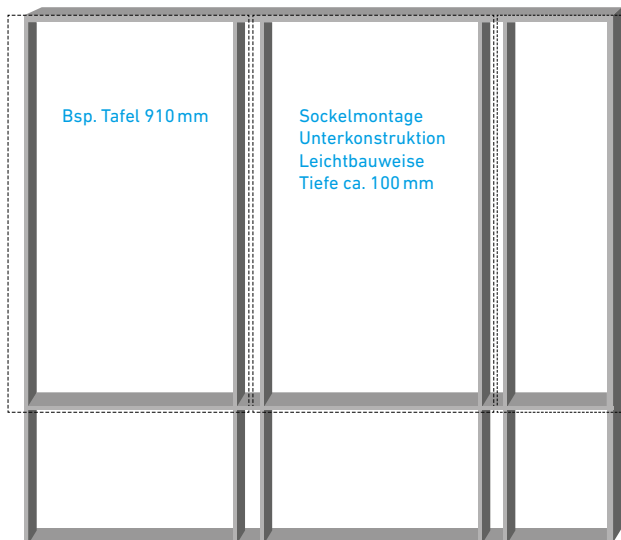 Bsp. Tafel 910 mm
Sockelmontage
Unterkonstruktion
Leichtbauweise
Tiefe ca. 100 mm